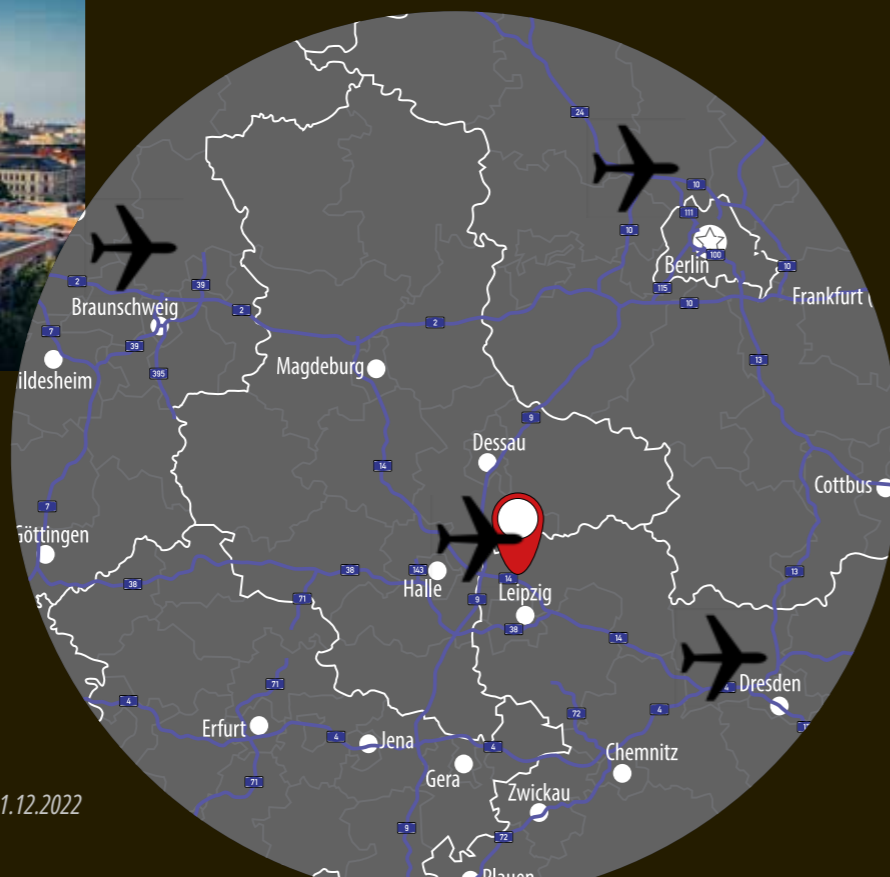 24
10
111
10
100
Berlin
10
115
10
Frankfurt (
2
39
Braunschweig
2
2
7
39
ildesheim
395
Magdeburg
13
9
Dessau
14
Cottbus
7
Göttingen
38
38
143
Halle
14
Leipzig
9
71
38
14
13
4
71
72
4
4
Dresden
Erfurt
4
Jena
4
Chemnitz
Gera
71
Zwickau
1.12.2022
9
72
Plauen